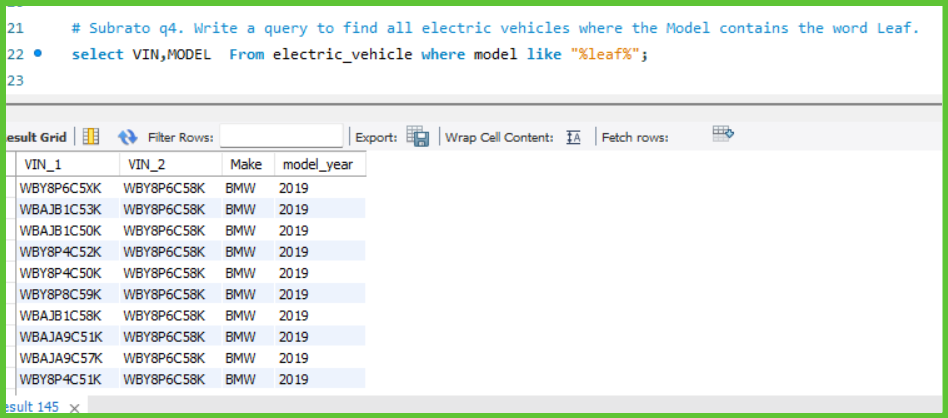 21 # Subrato q4. Write a query to find all electric vehicles where the Model contains the word Leaf.
22 select VIN,MODEL From electric_vehicle where model like "%leaf%";
23
esult Grid Filter Rows: Export: Wrap Cell Content: Fetch rows:
VIN_1 VIN_2 Make model_year
WBY8P6C5XK WBY8P6C58K BMW 2019
WBAJB1C53K WBY8P6C58K BMW 2019
WBAJB1C50K WBY8P6C58K BMW 2019
WBY8P4C52K WBY8P6C58K BMW 2019
WBY8P4C50K WBY8P6C58K BMW 2019
WBY8P8C59K WBY8P6C58K BMW 2019
WBAJB1C58K WBY8P6C58K BMW 2019
WBAJA9C51K WBY8P6C58K BMW 2019
WBAJA9C57K WBY8P6C58K BMW 2019
WBY8P4C51K WBY8P6C58K BMW 2019
esult 145